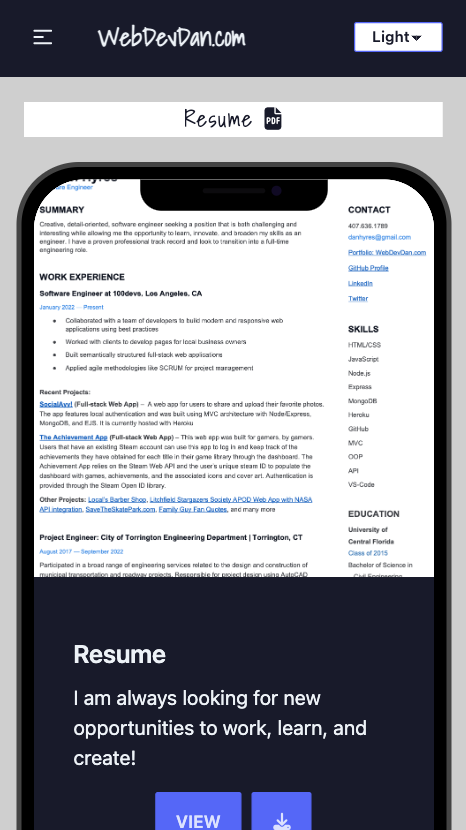 WebDevDan.com
Light
Resume
PDF
SUMMARY
Creative, detail-oriented, software engineer seeking a position that is both challenging and
interesting while allowing me the opportunity to learn, innovate, and broaden my skills as an
engineer. I have a proven professional track record and look to transition into a full-time
engineering role.
WORK EXPERIENCE
Software Engineer at 100devs, Los Angeles, CA
January 2022 — Present
Collaborated with a team of developers to build modern and responsive web
applications using best practices
Worked with clients to develop pages for local business owners
Built semantically structured full-stack web applications
Applied agile methodologies like SCRUM for project management
Recent Projects:
SocialAyy! (Full-stack Web App) – A web app for users to share and upload their favorite photos.
The app features local authentication and was built using MVC architecture with Node/Express,
MongoDB, and EJS. It is currently hosted with Heroku
The Achievement App (Full-stack Web App) – This web app was built for gamers, by gamers.
Users that have an existing Steam account can use this app to log in and keep track of the
achievements they have obtained for each title in their game library through the dashboard. The
Achievement App relies on the Steam Web API and the user's unique steam ID to populate the
dashboard with games, achievements, and the associated icons and cover art. Authentication is
provided through the Steam Open ID library.
Other Projects: Local's Barber Shop, Litchfield Stargazers Society APOD Web App with NASA
API integration, SaveTheSkatePark.com, Family Guy Fan Quotes, and many more
Project Engineer: City of Torrington Engineering Department | Torrington, CT
August 2017 — September 2022
Participated in a broad range of engineering services related to the design and construction of
municipal transportation and roadway projects. Responsible for project design using AutoCAD
CONTACT
407.636.1789
danhyres@gmail.com
Portfolio: WebDevDan.com
GitHub Profile
LinkedIn
Twitter
SKILLS
HTML/CSS
JavaScript
Node.js
Express
MongoDB
Heroku
GitHub
MVC
OOP
API
VS-Code
EDUCATION
University of
Central Florida
Class of 2015
Bachelor of Science in
Civil Engineering
Resume
I am always looking for new
opportunities to work, learn, and
create!
VIEW